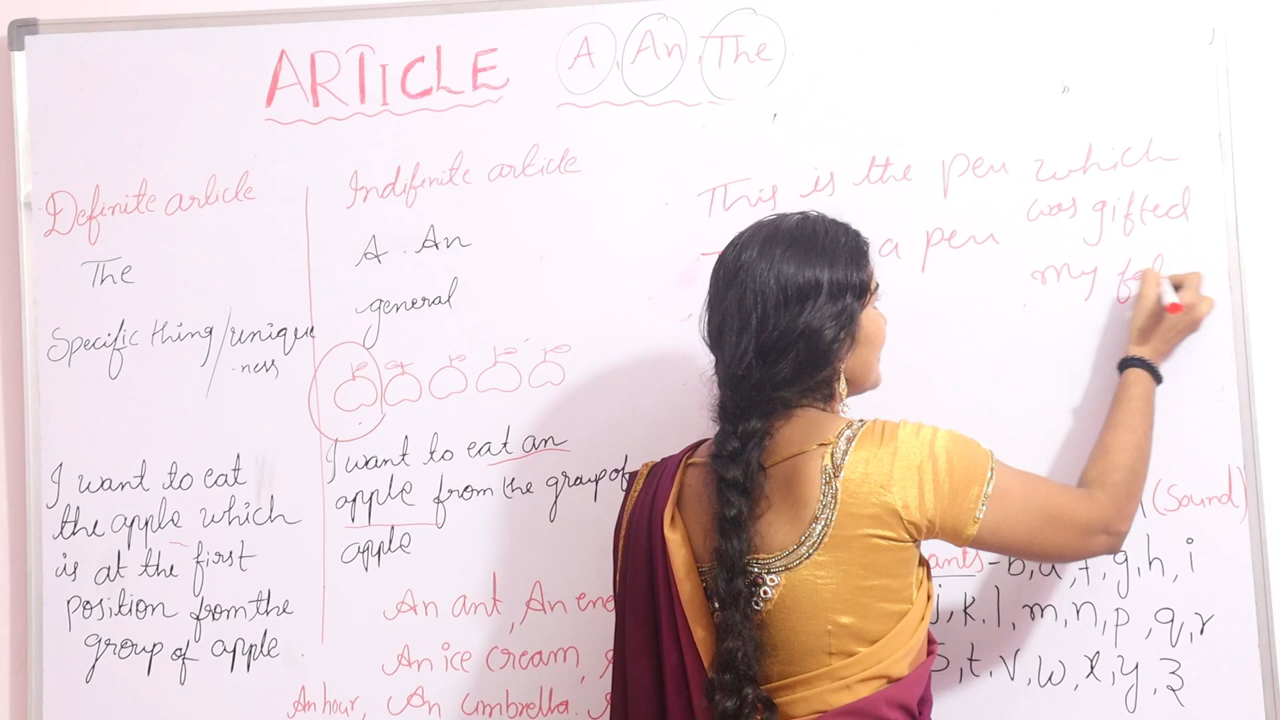 ARTICLE A, An, The
Definite article
The
Specific thing/unique
-ness
I want to eat
the apple which
is at the first
position from the
group of apple.
Indifinite article
A. An
general
I want to eat an
apple from the group of
apple
An ant, An
An ice cream,
An hour, An umbrella.
This is the pen which
was gifted
a pen
my
(Sound)
g, h, i
j, k, l, m, n, p, q, r
s, t, v, w, x, y, z